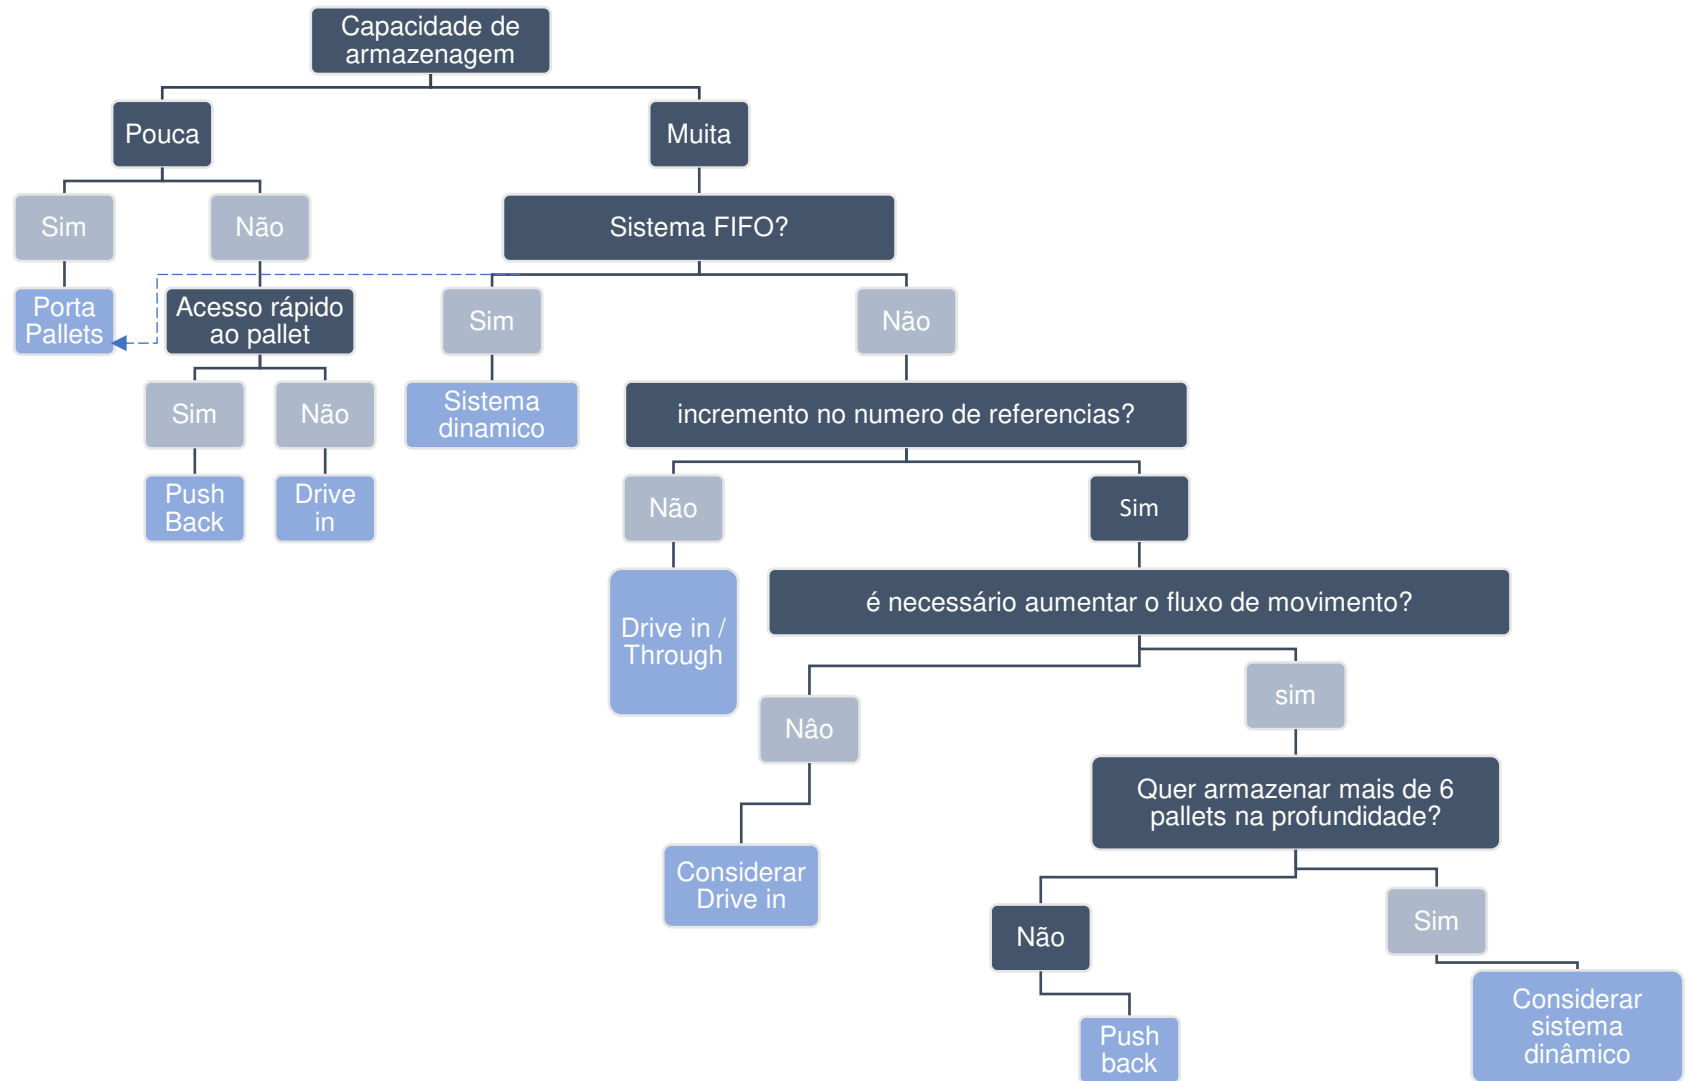 Capacidade de
armazenagem
Pouca
Muita
Sim
Não
Sistema FIFO?
Porta
Pallets
Acesso rápido
ao pallet
Sim
Não
Sim
Não
Sistema
dinamico
incremento no numero de referencias?
Push
Back
Drive
in
Não
Sim
Drive in /
Through
é necessário aumentar o fluxo de movimento?
Nâo
sim
Considerar
Drive in
Quer armazenar mais de 6
pallets na profundidade?
Não
Sim
Push
back
Considerar
sistema
dinâmico